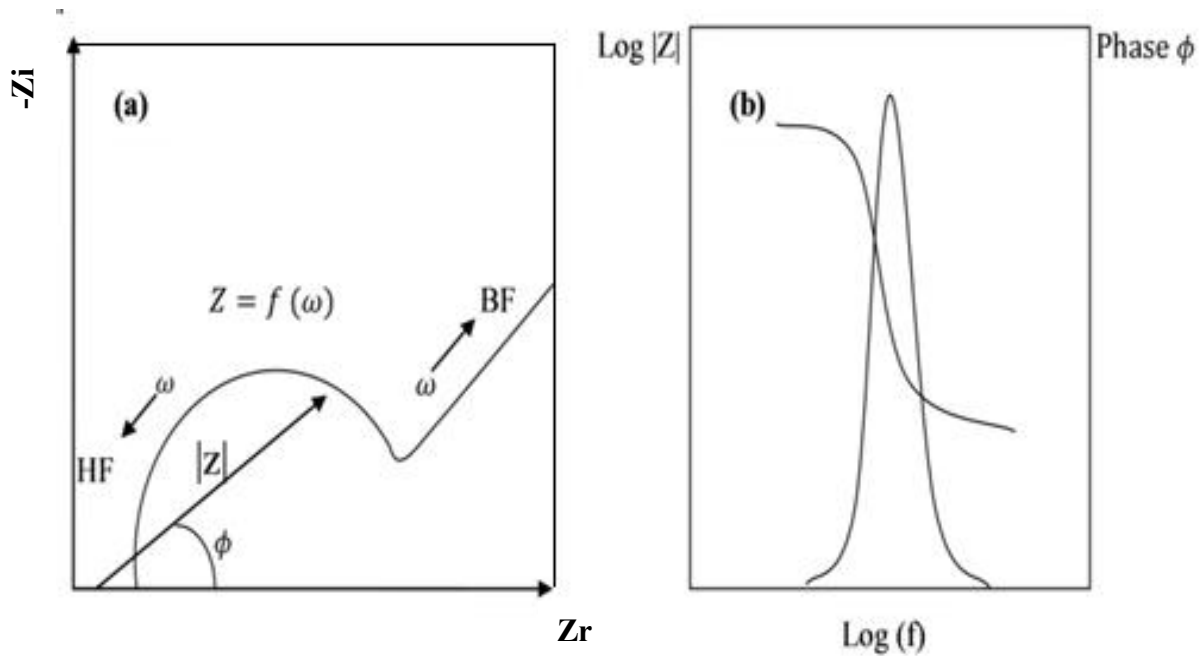 -Zi
(a)
Z = f (ω)
BF
ω
ω
HF
|Z|
ϕ
Zr
Log |Z|
Phase ϕ
(b)
Log (f)